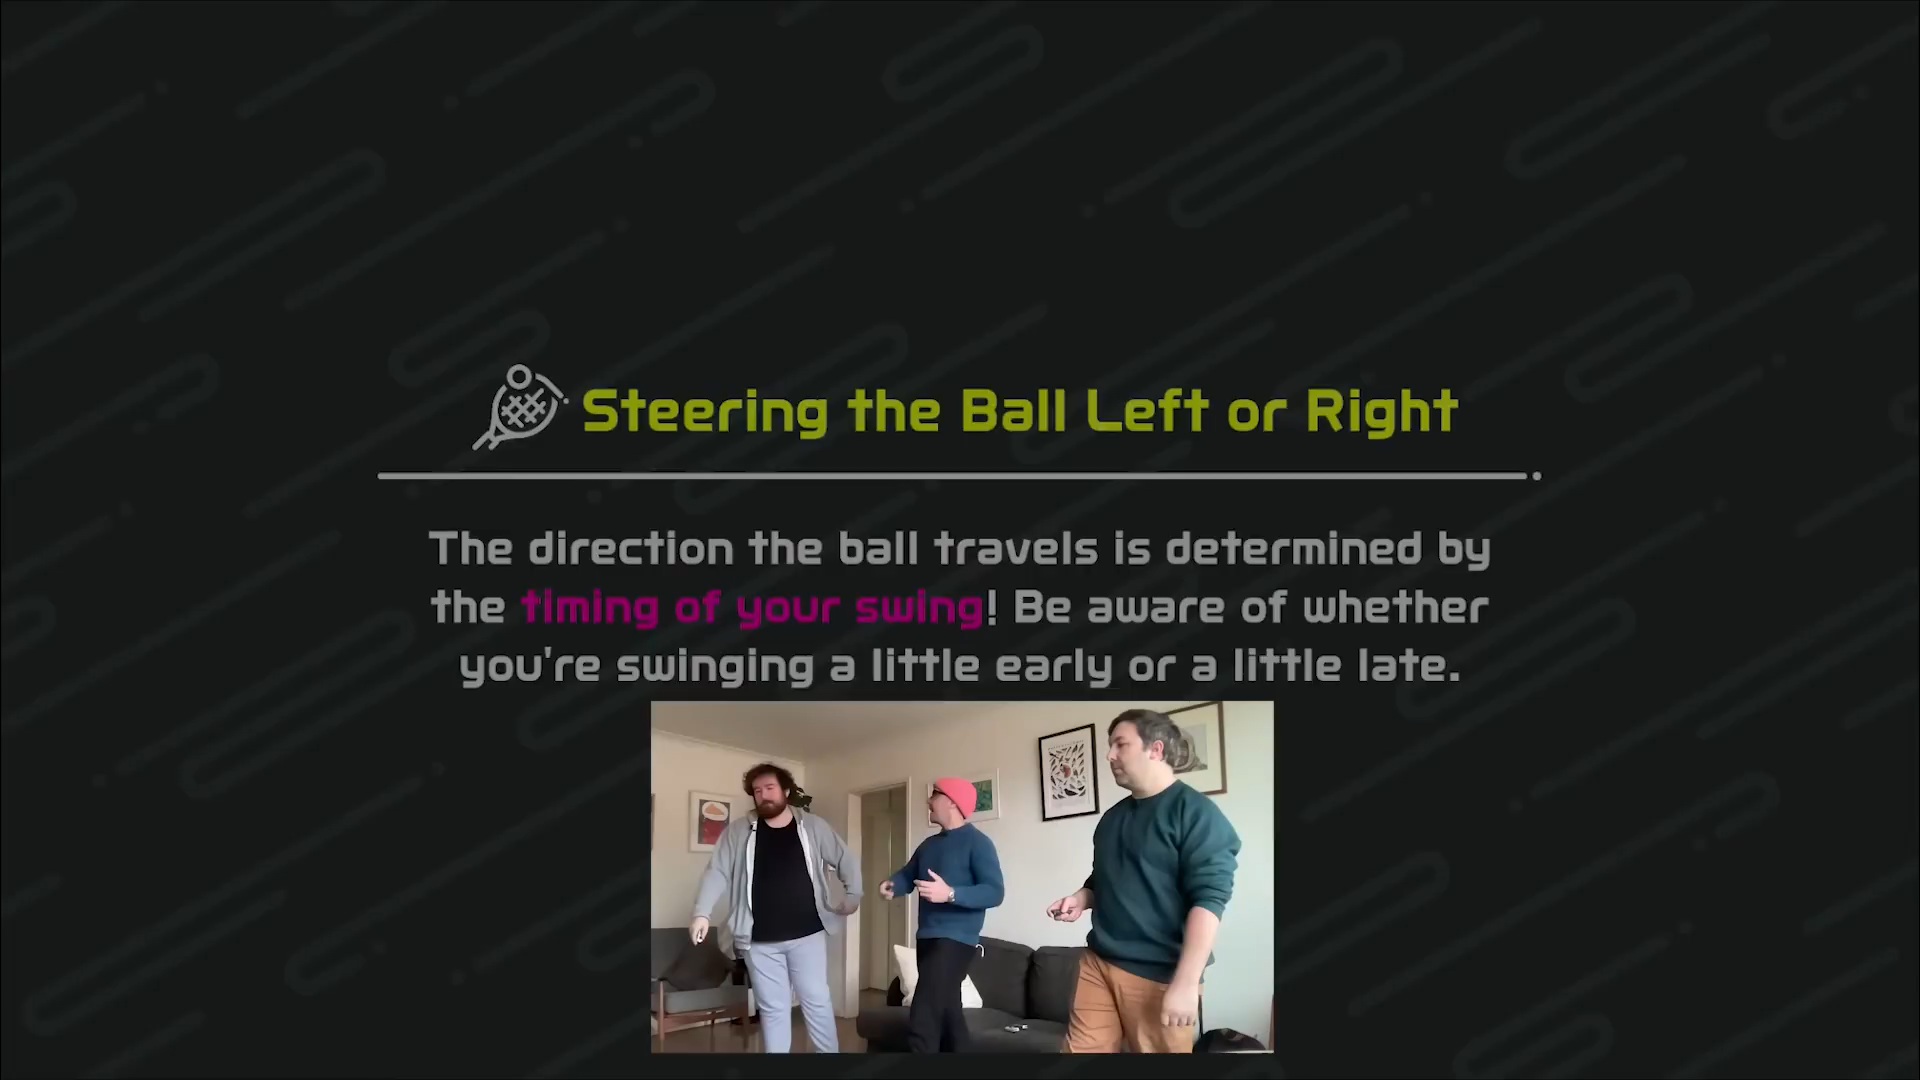 Steering the Ball Left or Right
The direction the ball travels is determined by
the timing of your swing! Be aware of whether
you're swinging a little early or a little late.